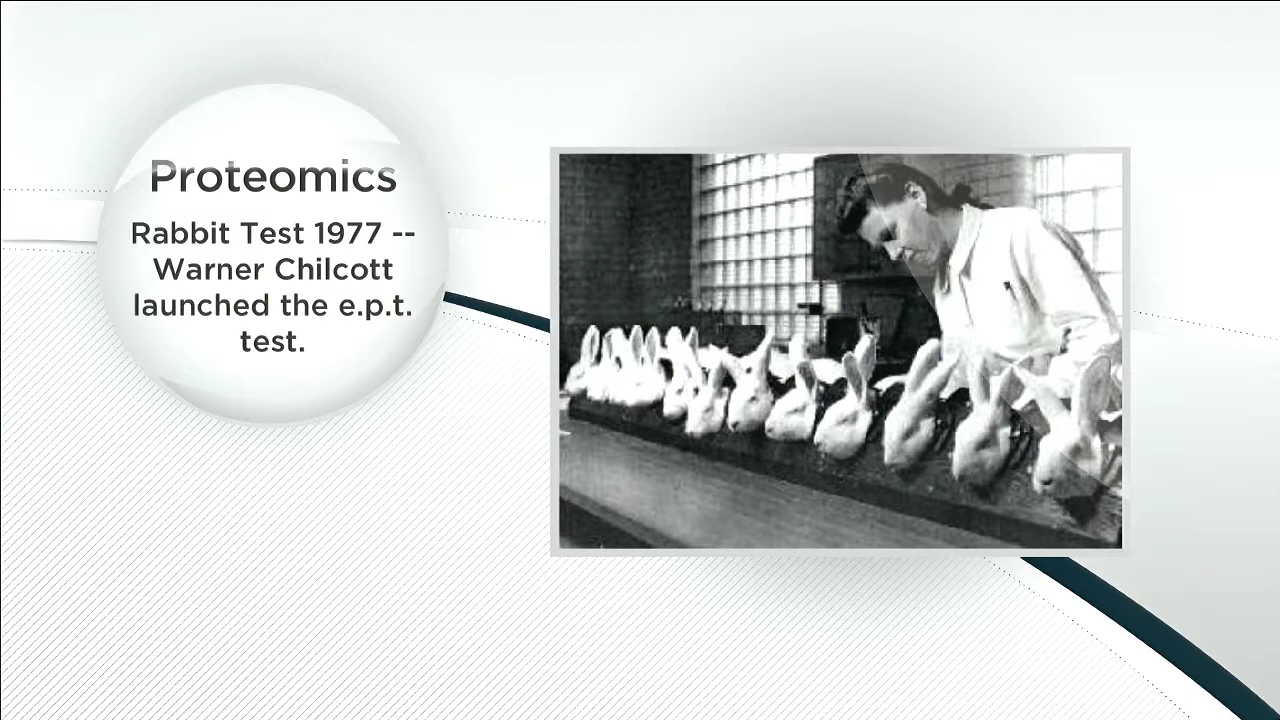 Proteomics
Rabbit Test 1977 --
Warner Chilcott
launched the e.p.t.
test.